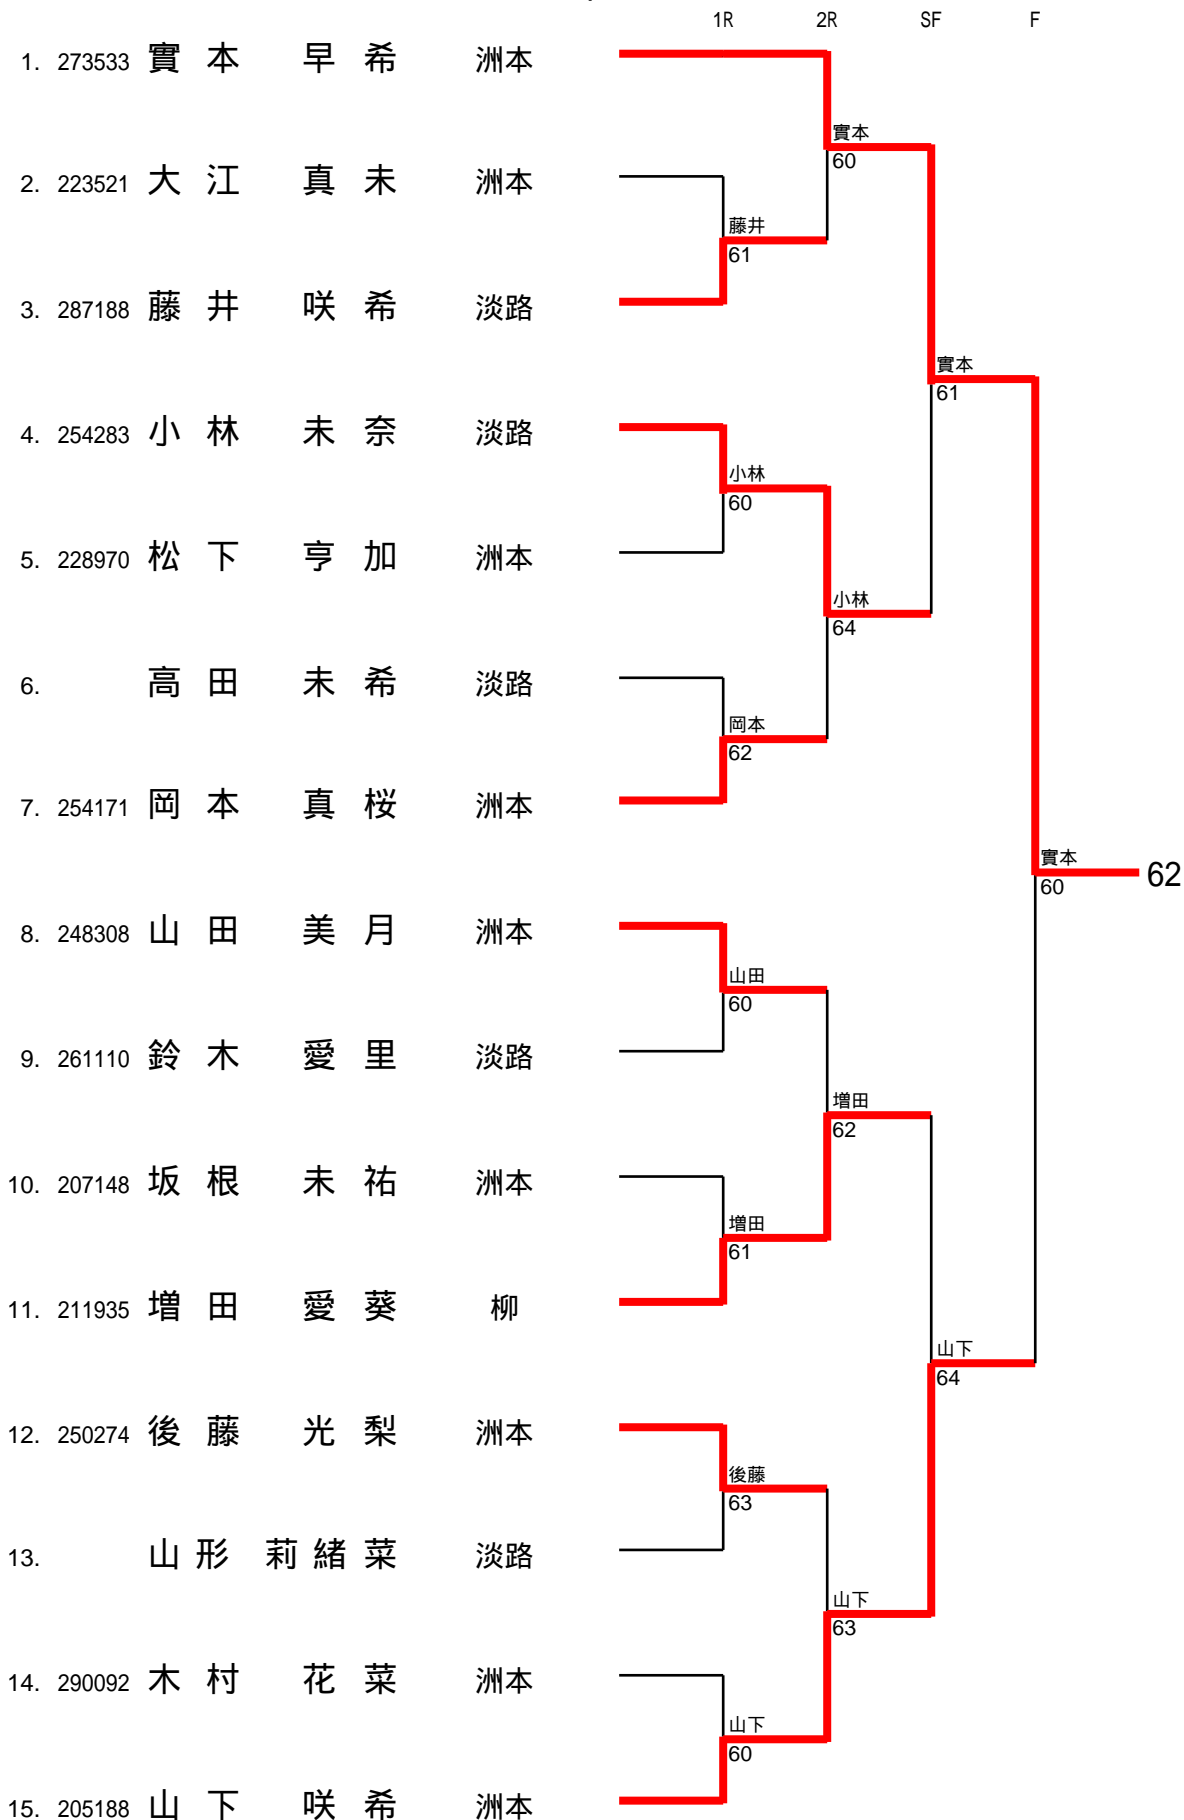 1R 2R SF F
1. 273533 實本 早希 洲本
實本
60
2. 223521 大江 真未 洲本
藤井
61
3. 287188 藤井 咲希 淡路
實本
61
4. 254283 小林 未奈 淡路
小林
60
5. 228970 松下 亨加 洲本
小林
64
6. 高田 未希 淡路
岡本
62
7. 254171 岡本 真桜 洲本
實本
60 62
8. 248308 山田 美月 洲本
山田
60
9. 261110 鈴木 愛里 淡路
増田
62
10. 207148 坂根 未祐 洲本
増田
61
11. 211935 増田 愛葵 柳
山下
64
12. 250274 後藤 光梨 洲本
後藤
63
13. 山形 莉緒菜 淡路
山下
63
14. 290092 木村 花菜 洲本
山下
60
15. 205188 山下 咲希 洲本